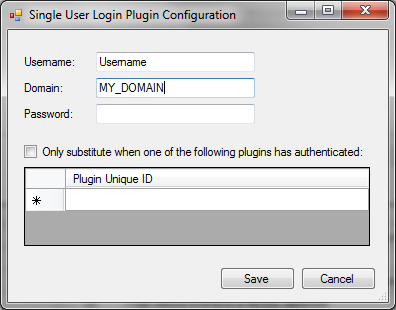 Single User Login Plugin Configuration
Username: Username
Domain: MY_DOMAIN
Password:
Only substitute when one of the following plugins has authenticated:
Plugin Unique ID
Save Cancel